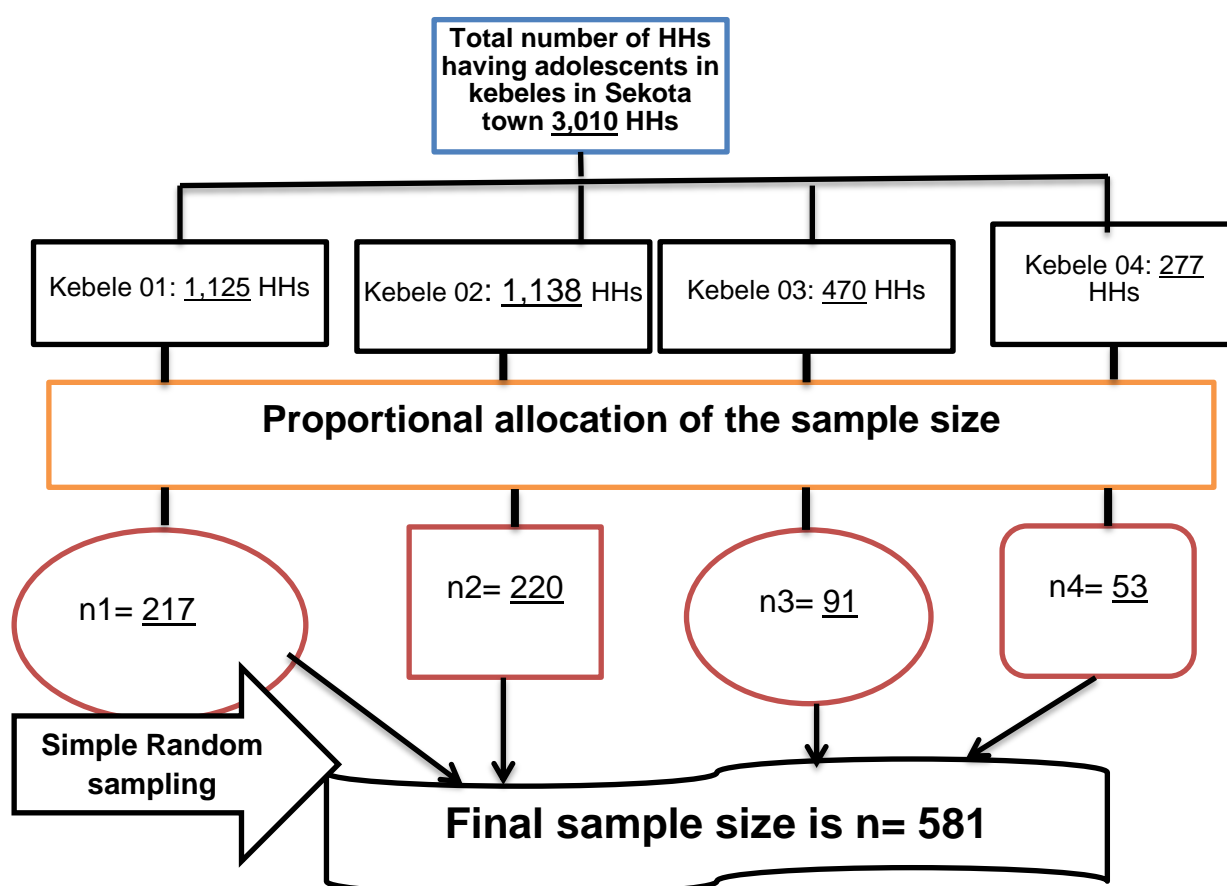 Total number of HHs
having adolescents in
kebeles in Sekota
town 3,010 HHs
Kebele 01: 1,125 HHs
Kebele 02: 1,138 HHs
Kebele 03: 470 HHs
Kebele 04: 277
HHs
Proportional allocation of the sample size
n1= 217
n2= 220
n3= 91
n4= 53
Simple Random
sampling
Final sample size is n= 581